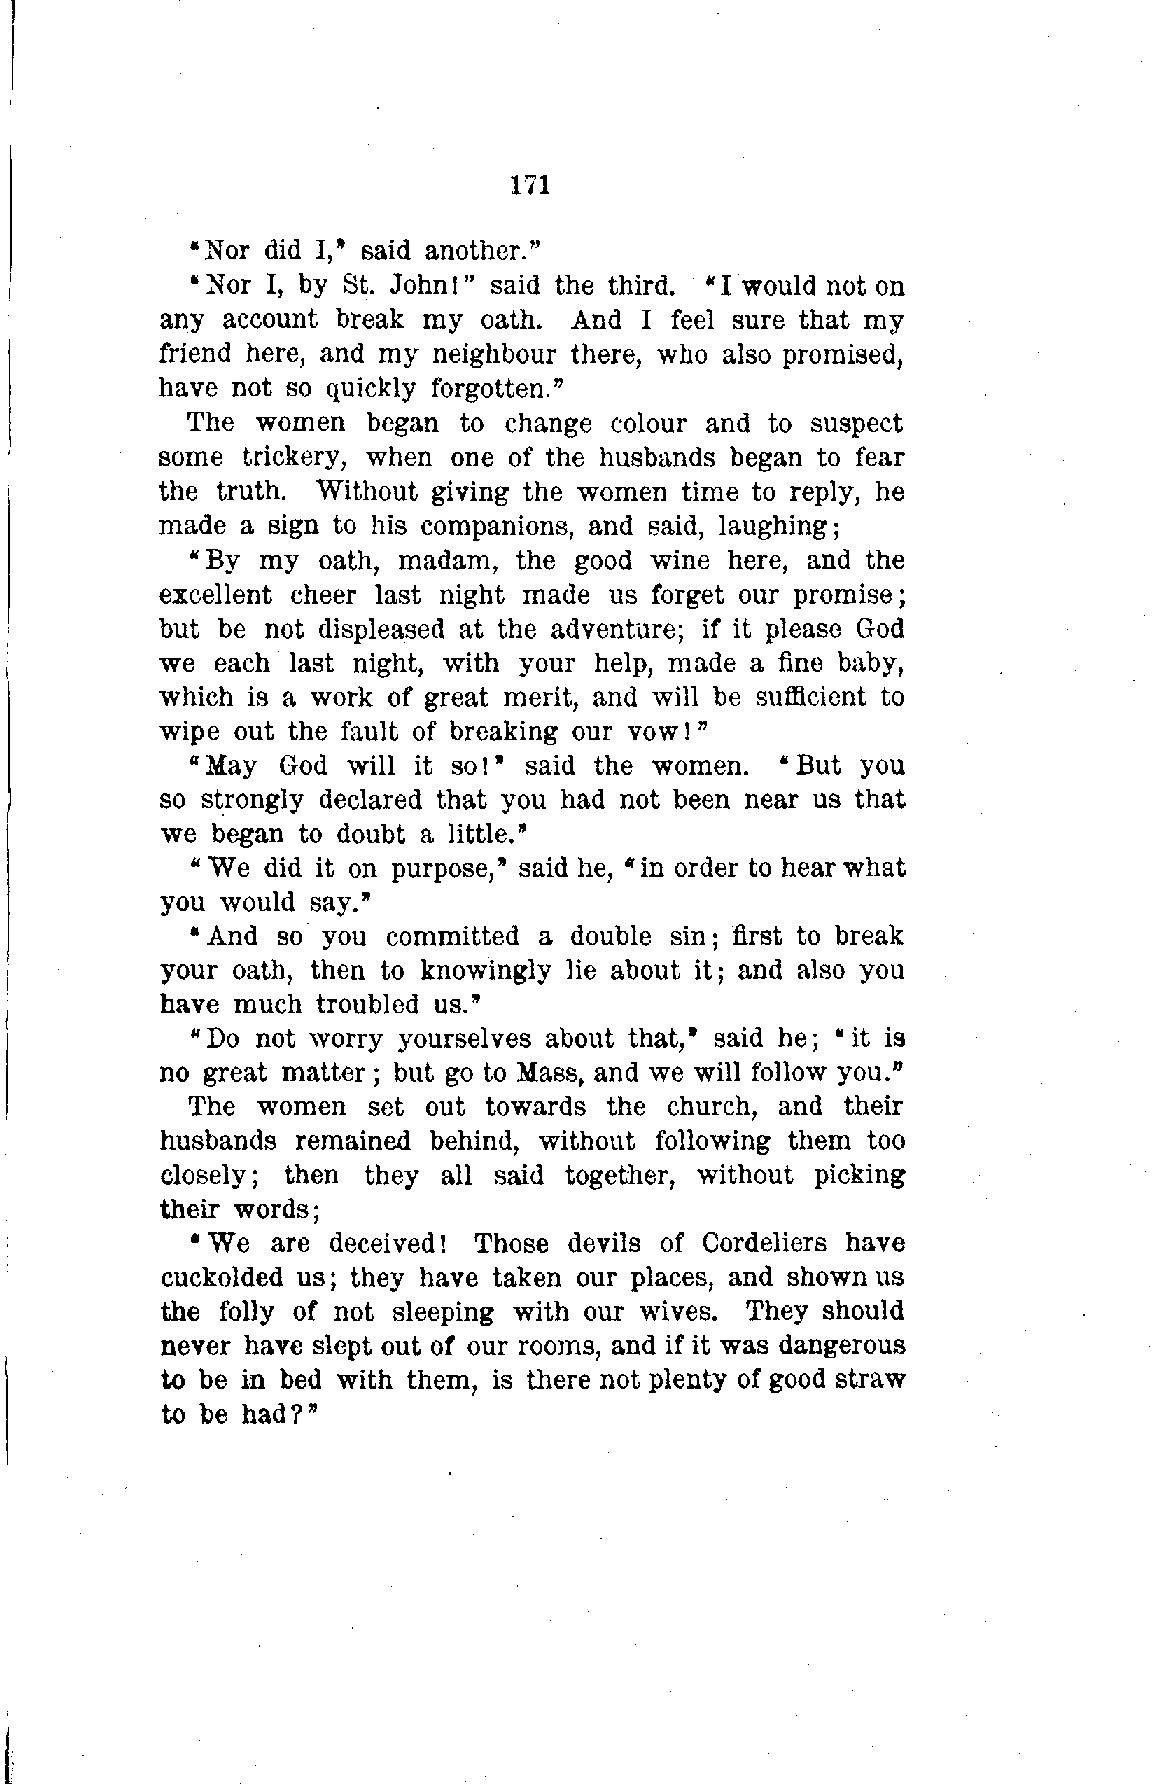 171
"Nor did I," said another."
"Nor I, by St. John!" said the third. "I would not on
any account break my oath. And I feel sure that my
friend here, and my neighbour there, who also promised,
have not so quickly forgotten."
The women began to change colour and to suspect
some trickery, when one of the husbands began to fear
the truth. Without giving the women time to reply, he
made a sign to his companions, and said, laughing;
"By my oath, madam, the good wine here, and the
excellent cheer last night made us forget our promise;
but be not displeased at the adventure; if it please God
we each last night, with your help, made a fine baby,
which is a work of great merit, and will be sufficient to
wipe out the fault of breaking our vow!"
"May God will it so!" said the women. "But you
so strongly declared that you had not been near us that
we began to doubt a little."
"We did it on purpose," said he, "in order to hear what
you would say."
"And so you committed a double sin; first to break
your oath, then to knowingly lie about it; and also you
have much troubled us."
"Do not worry yourselves about that," said he; "it is
no great matter; but go to Mass, and we will follow you."
The women set out towards the church, and their
husbands remained behind, without following them too
closely; then they all said together, without picking
their words;
"We are deceived! Those devils of Cordeliers have
cuckolded us; they have taken our places, and shown us
the folly of not sleeping with our wives. They should
never have slept out of our rooms, and if it was dangerous
to be in bed with them, is there not plenty of good straw
to be had?"